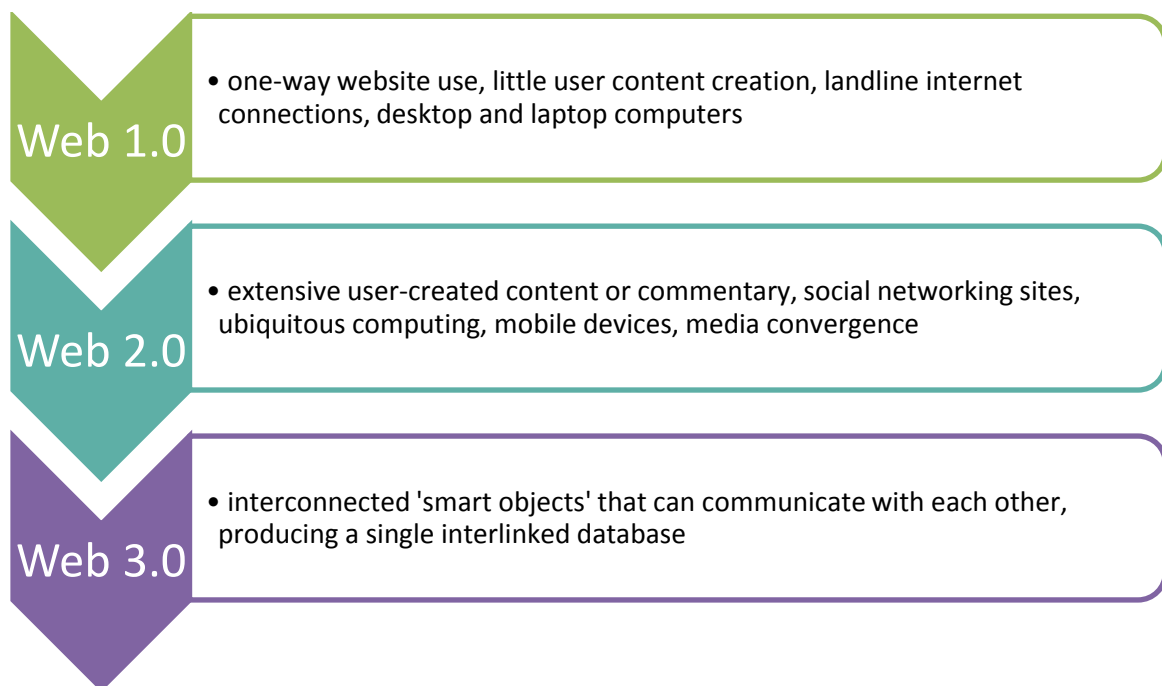 Web 1.0
• one-way website use, little user content creation, landline internet
connections, desktop and laptop computers
Web 2.0
• extensive user-created content or commentary, social networking sites,
ubiquitous computing, mobile devices, media convergence
Web 3.0
• interconnected 'smart objects' that can communicate with each other,
producing a single interlinked database